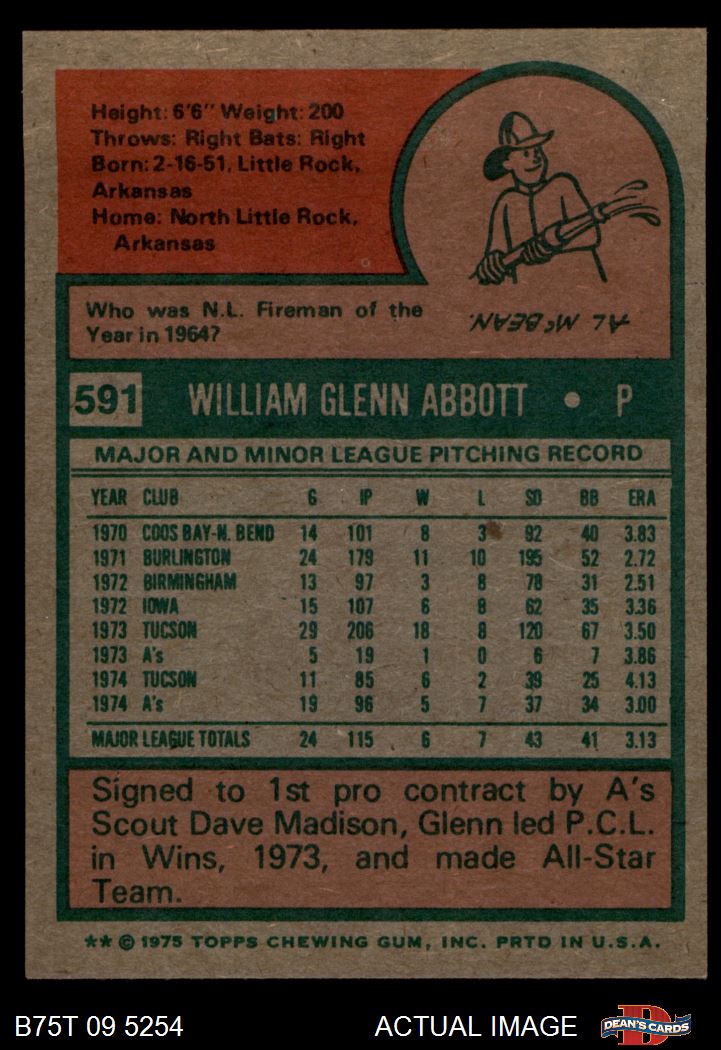 Height: 6'6" Weight: 200
Throws: Right Bats: Right
Born: 2-16-51, Little Rock,
Arkansas
Home: North Little Rock,
Arkansas
Who was N.L. Fireman of the
Year in 1964?
AL McBEAN.
591 WILLIAM GLENN ABBOTT • P
MAJOR AND MINOR LEAGUE PITCHING RECORD
YEAR CLUB G IP W L SO BB ERA
1970 COOS BAY-N. BEND 14 101 8 3 92 40 3.83
1971 BURLINGTON 24 179 11 10 195 52 2.72
1972 BIRMINGHAM 13 97 3 8 78 31 2.51
1972 IOWA 15 107 6 8 62 35 3.36
1973 TUCSON 29 206 18 8 120 67 3.50
1973 A's 5 19 1 0 6 7 3.86
1974 TUCSON 11 85 6 2 39 25 4.13
1974 A's 19 96 5 7 37 34 3.00
MAJOR LEAGUE TOTALS 24 115 6 7 43 41 3.13
Signed to 1st pro contract by A's
Scout Dave Madison, Glenn led P.C.L.
in Wins, 1973, and made All-Star
Team.
** © 1975 TOPPS CHEWING GUM, INC. PRTD IN U.S.A.
B75T 09 5254 ACTUAL IMAGE D DEAN'S CARDS